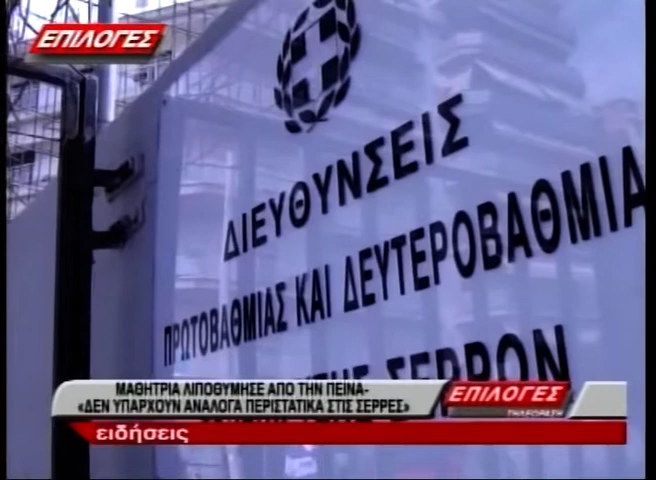 ΕΠΙΛΟΓΕΣ
ΔΙΕΥΘΥΝΣΕΙΣ
ΠΡΩΤΟΒΑΘΜΙΑΣ ΚΑΙ ΔΕΥΤΕΡΟΒΑΘΜΙΑ
ΣΕΡΡΩΝ
ΜΑΘΗΤΡΙΑ ΛΙΠΟΘΥΜΗΣΕ ΑΠΟ ΤΗΝ ΠΕΙΝΑ-
«ΔΕΝ ΥΠΑΡΧΟΥΝ ΑΝΑΛΟΓΑ ΠΕΡΙΣΤΑΤΙΚΑ ΣΤΙΣ ΣΕΡΡΕΣ»
ΕΠΙΛΟΓΕΣ
ΤΗΛΕΟΡΑΣΗ
ειδήσεις